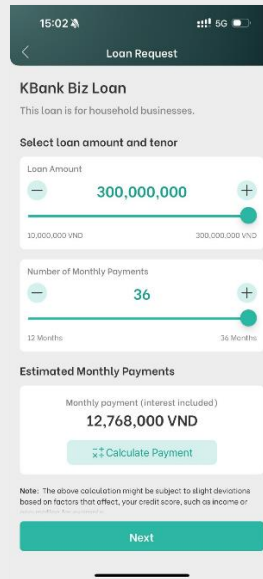 15:02 5G
Loan Request
KBank Biz Loan
This loan is for household businesses.
Select loan amount and tenor
Loan Amount
300,000,000
10,000,000 VND 300,000,000 VND
Number of Monthly Payments
36
12 Months 36 Months
Estimated Monthly Payments
Monthly payment (interest included)
12,768,000 VND
Calculate Payment
Note: The above calculation might be subject to slight deviations
based on factors that affect, your credit score, such as income or
Next